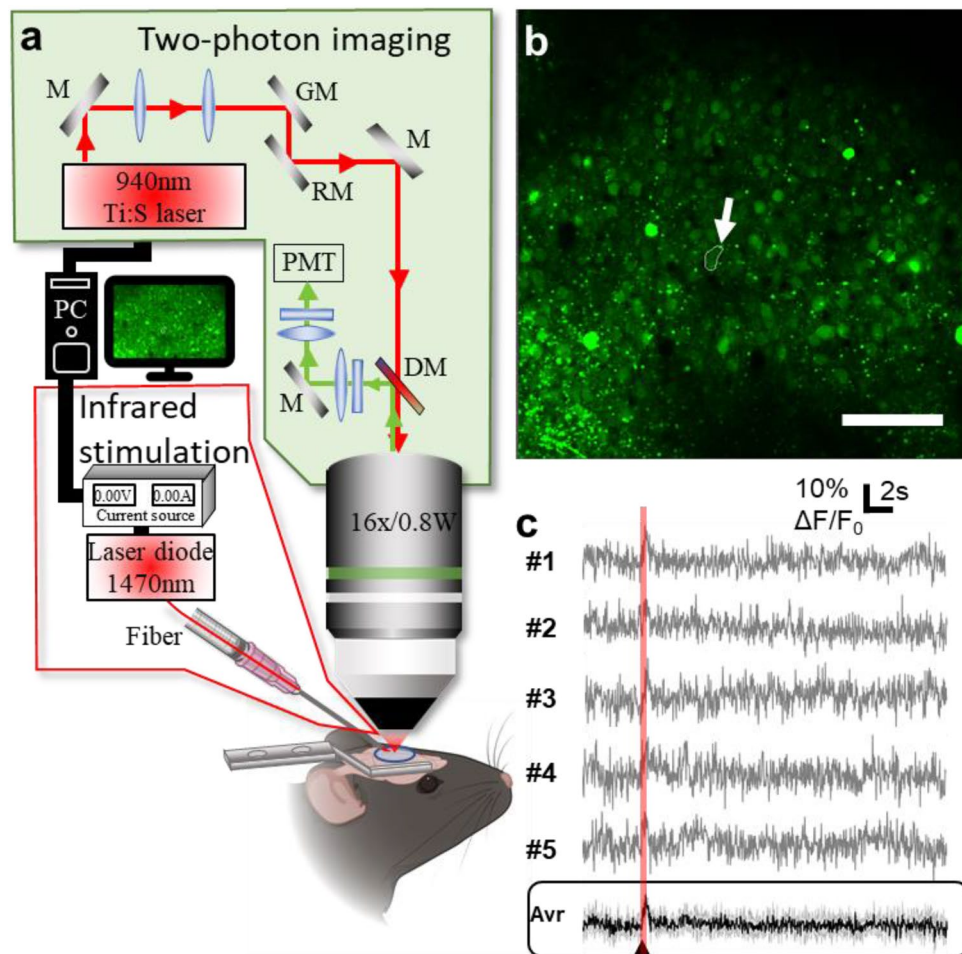 a
Two-photon imaging
M
GM
M
RM
940nm
Ti:S laser
PMT
PC
DM
M
Infrared
stimulation
0.00V 0.00A
Current source
16x/0.8W
Laser diode
1470nm
Fiber
b
c
10%
ΔF/F₀
2s
#1
#2
#3
#4
#5
Avr